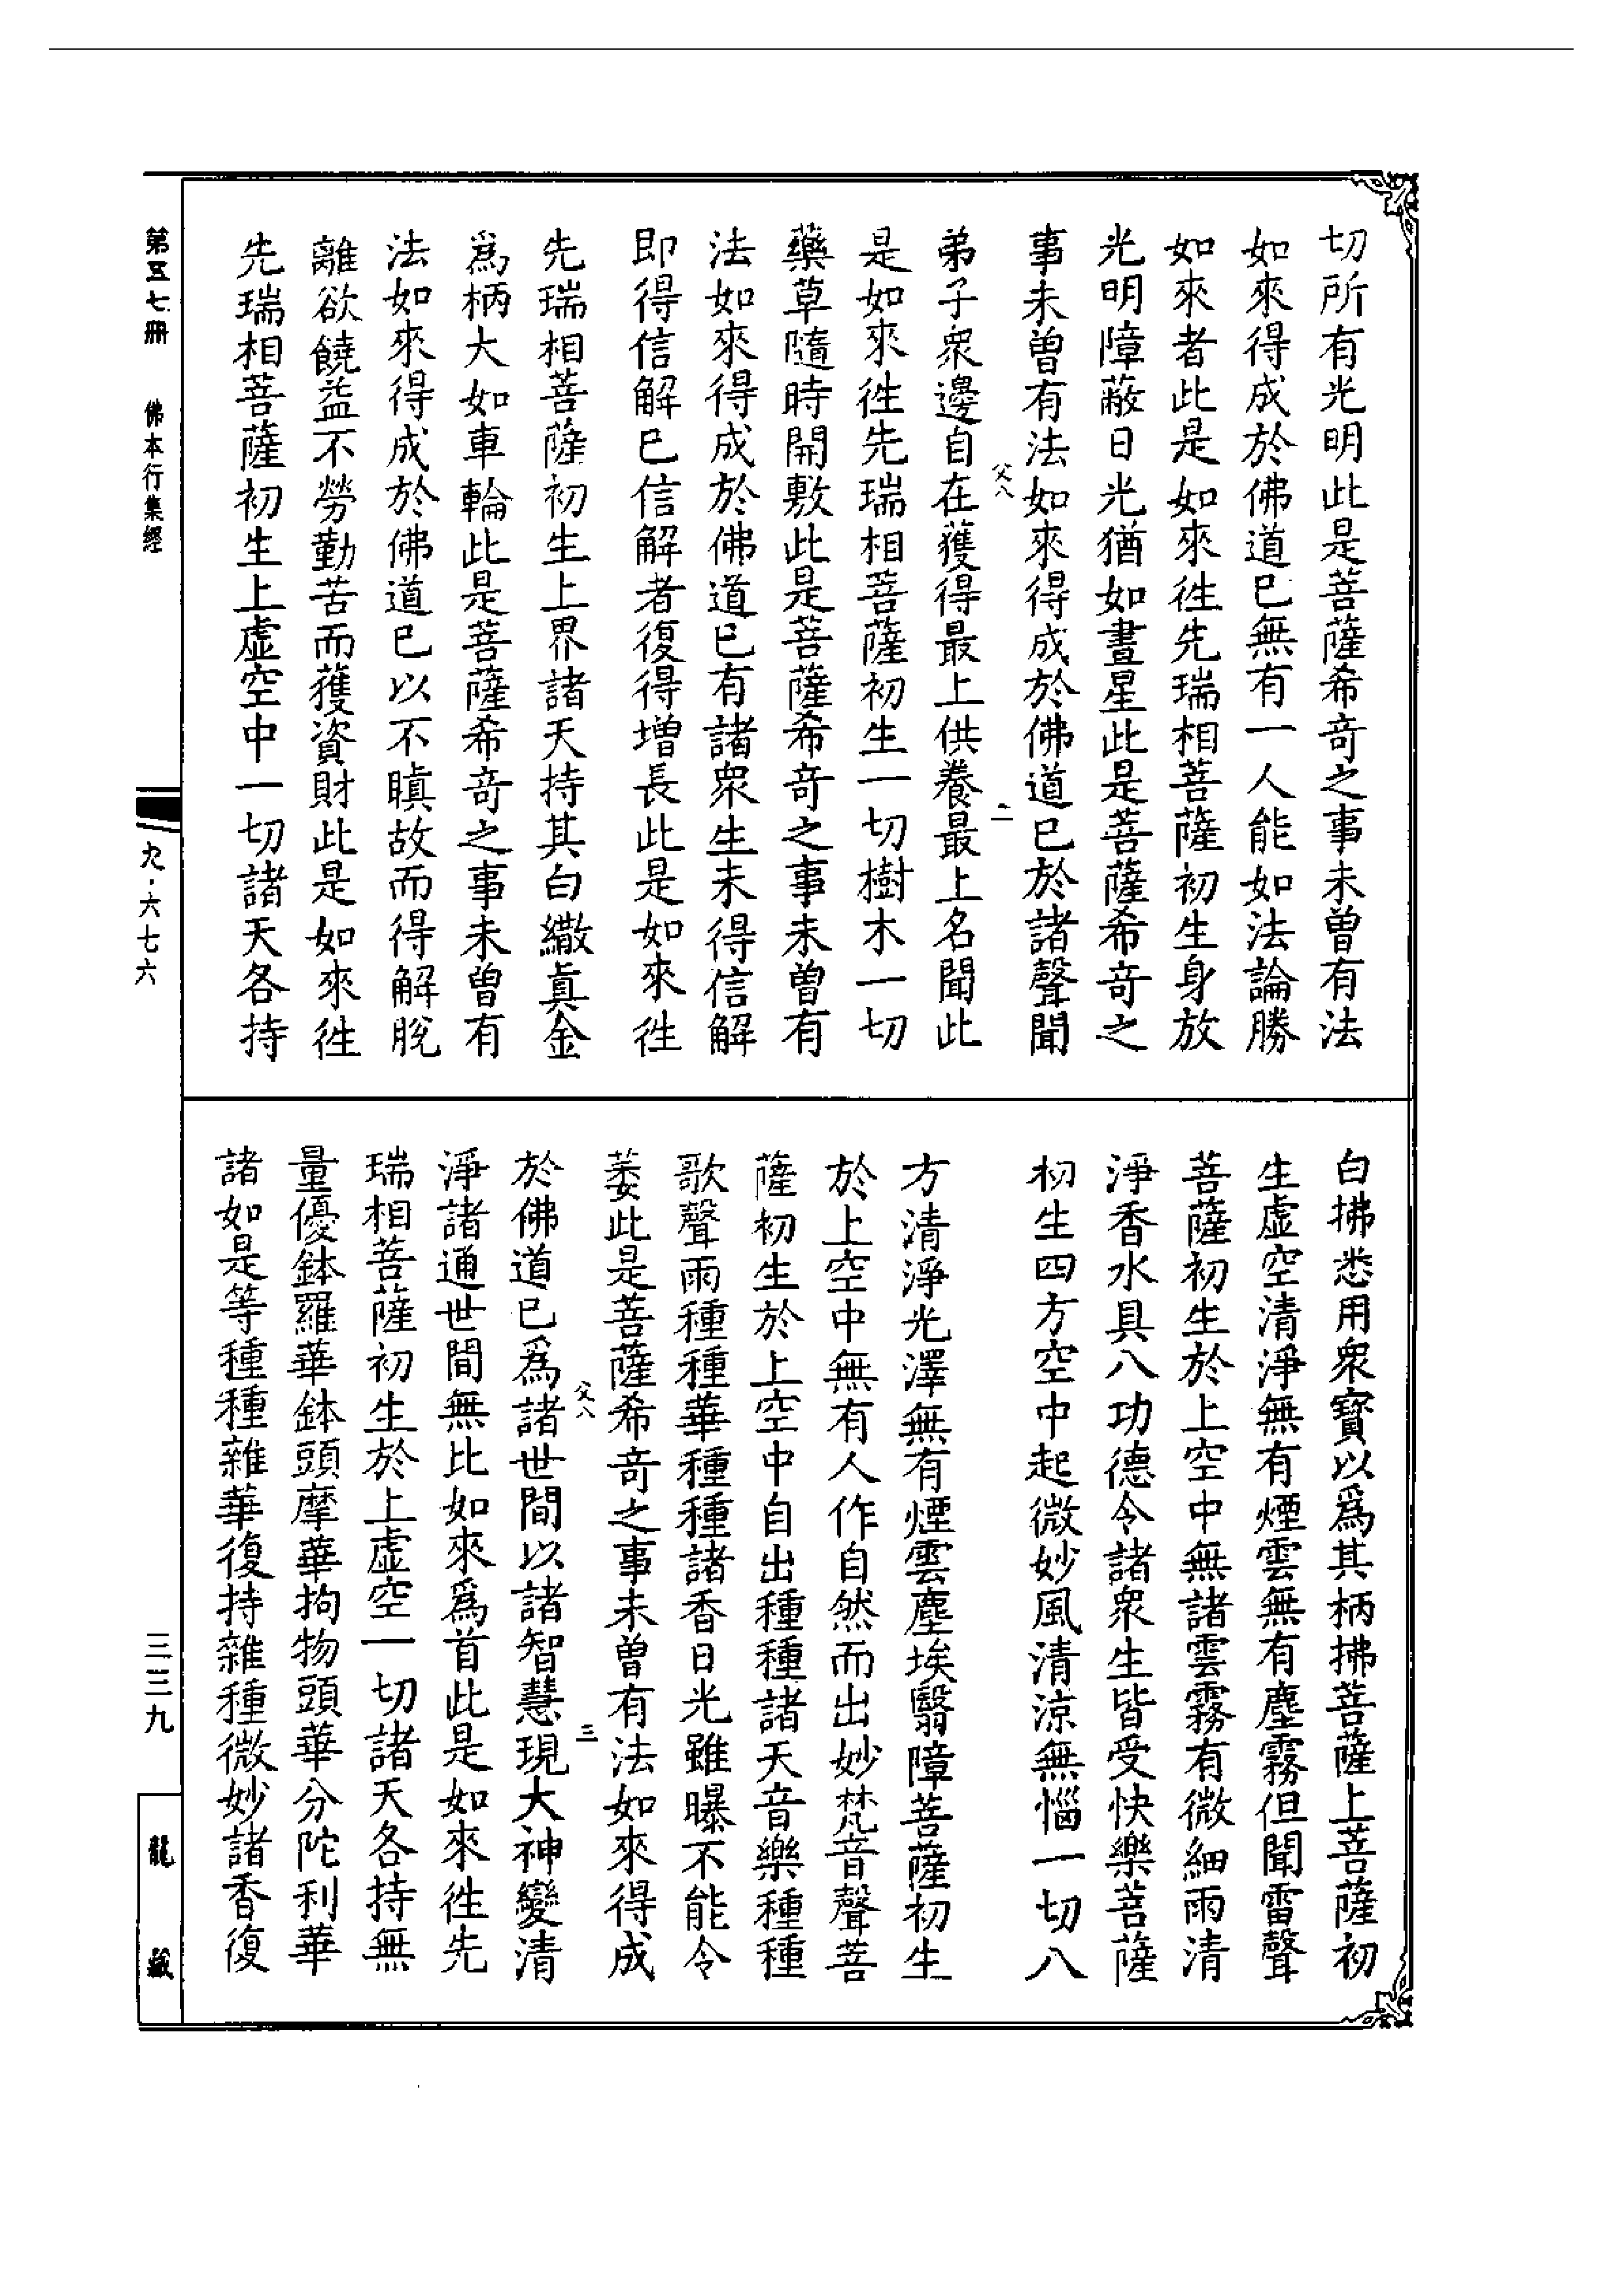 切所有光明此是菩薩希竒之事未曽有法
如來得成於佛道已無有一人能如法論勝
如來者此是如來徃先瑞相菩薩初生身放
光明障蔽日光猶如晝星此是菩薩希竒之
事未曽有法如來得成於佛道已於諸聲聞
父八
二
弟子衆邊自在獲得最上供養最上名聞此
是如來徃先瑞相菩薩初生一切樹木一切
藥草隨時開敷此是菩薩希竒之事未曽有
法如來得成於佛道已有諸衆生未得信解
即得信解已信解者復得增長此是如來徃
先瑞相菩薩初生上界諸天持其白繖眞金
爲柄大如車輪此是菩薩希竒之事未曽有
法如來得成於佛道已以不瞋故而得解脫
離欲饒益不勞勤苦而獲資財此是如來徃
先瑞相菩薩初生上虛空中一切諸天各持
白拂悉用衆寶以爲其柄拂菩薩上菩薩初
生虛空清淨無有煙雲無有塵霧但聞雷聲
菩薩初生於上空中無諸雲霧有微細雨清
淨香水具八功德令諸衆生皆受快樂菩薩
初生四方空中起微妙風清涼無惱一切八
方清淨光澤無有煙雲塵埃翳障菩薩初生
於上空中無有人作自然而出妙梵音聲菩
薩初生於上空中自出種種諸天音樂種種
歌聲雨種種華種種諸香日光雖曝不能令
萎此是菩薩希竒之事未曽有法如來得成
父八
三
於佛道已爲諸世間以諸智慧現大神變清
淨諸通世間無比如來爲首此是如來徃先
瑞相菩薩初生於上虛空一切諸天各持無
量優鉢羅華鉢頭摩華拘物頭華分陀利華
諸如是等種種雜華復持雜種微妙諸香復
第五七冊
佛本行集經
九·六七六
三三九
龍藏